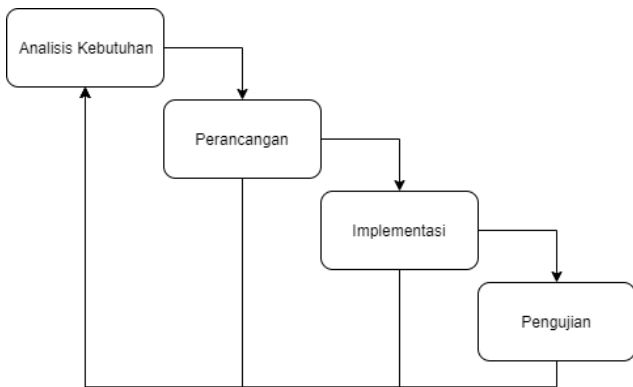 Analisis Kebutuhan
Perancangan
Implementasi
Pengujian